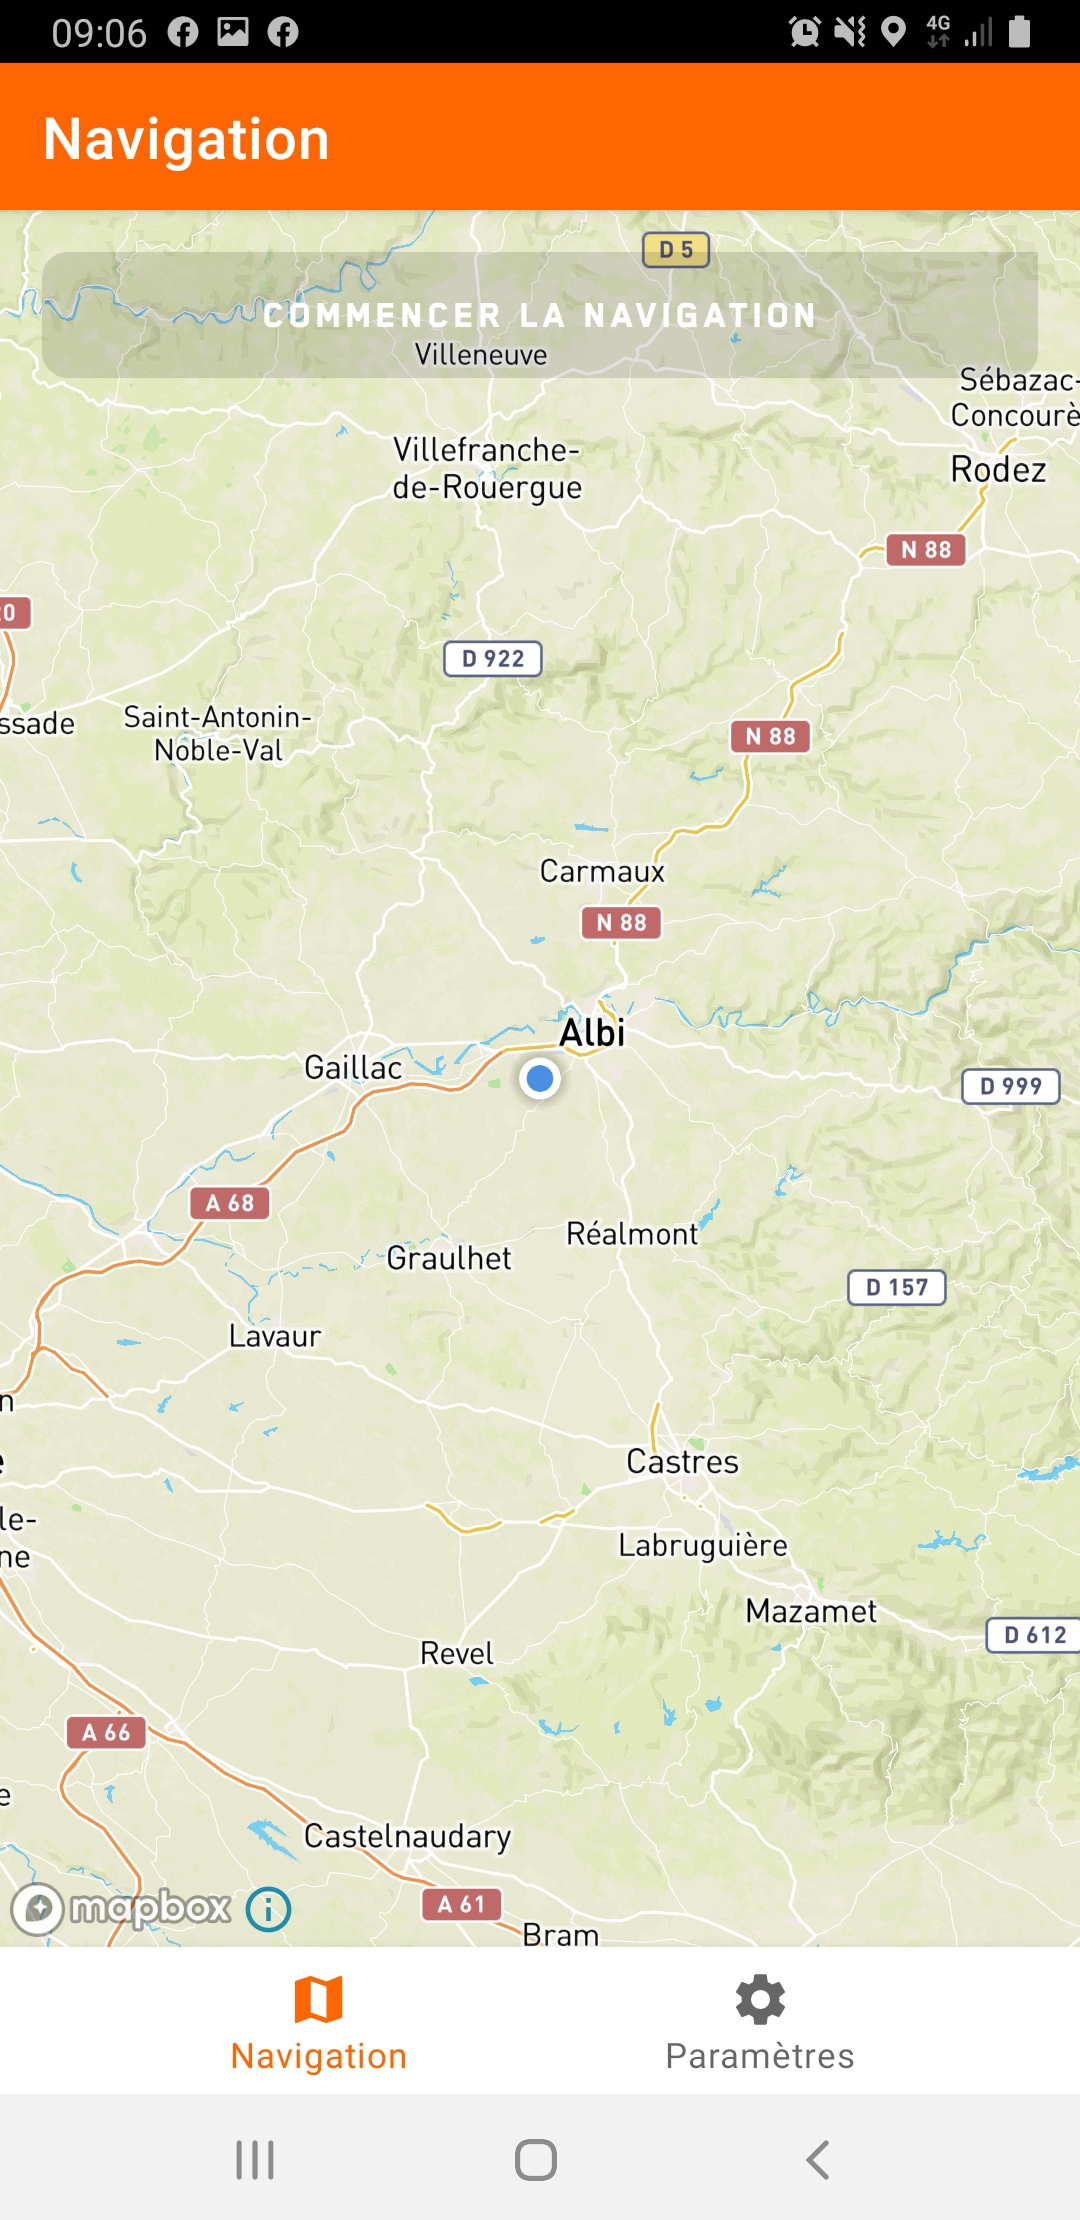 09:06
4G
Navigation
D 5
COMMENCER LA NAVIGATION
Villeneuve
Sébazac-
Concourè
Villefranche-
de-Rouergue
Rodez
N 88
20
D 922
ssade
Saint-Antonin-
Noble-Val
N 88
Carmaux
N 88
Albi
Gaillac
D 999
A 68
Réalmont
Graulhet
D 157
Lavaur
n
e
Castres
le-
ne
Labruguière
Mazamet
D 612
Revel
A 66
e
Castelnaudary
A 61
mapbox
Bram
Navigation
Paramètres